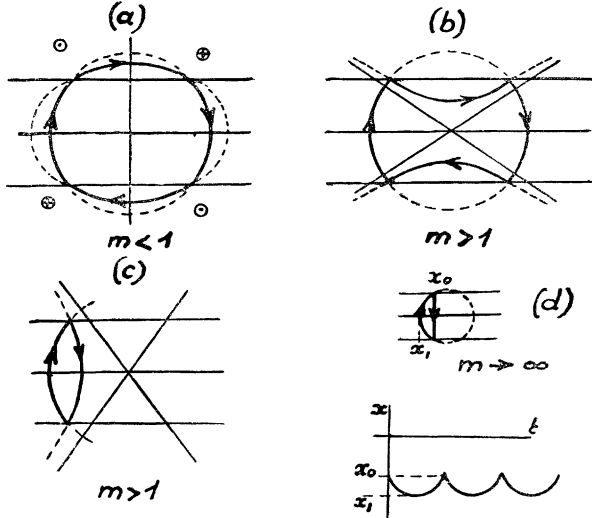 (a)
(b)
m < 1
m > 1
(c)
(d)
x₀
x₁
m → ∞
m > 1
x
t
x₀
x₁